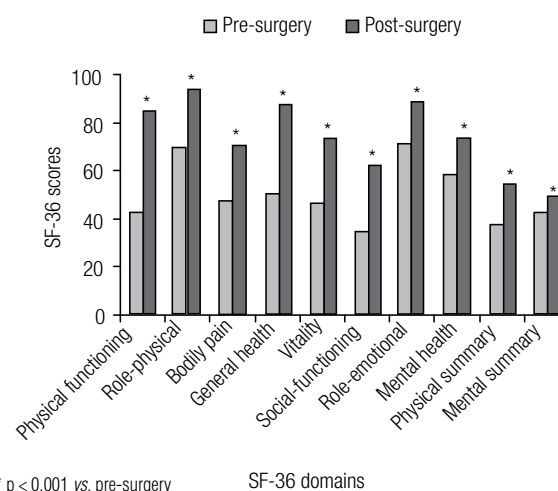 Pre-surgery Post-surgery
100
80
60
40
20
0
SF-36 scores
* * * * * * * * * *
Physical functioning
Role-physical
Bodily pain
General health
Vitality
Social-functioning
Role-emotional
Mental health
Physical summary
Mental summary
* p < 0.001 vs. pre-surgery
SF-36 domains